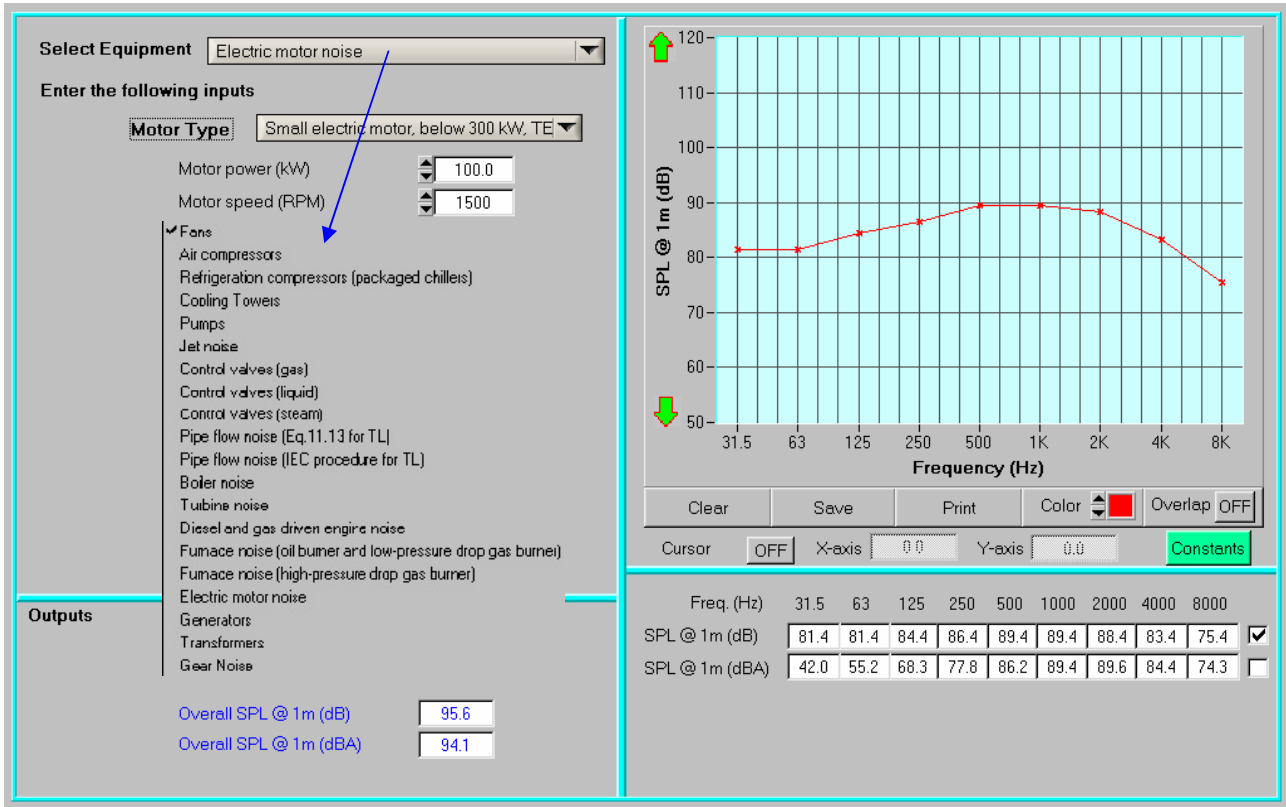 Select Equipment Electric motor noise
Enter the following inputs
Motor Type Small electric motor, below 300 kW, TE
Motor power (kW) 100.0
Motor speed (RPM) 1500
Fans
Air compressors
Refrigeration compressors (packaged chillers)
Cooling Towers
Pumps
Jet noise
Control valves (gas)
Control valves (liquid)
Control valves (steam)
Pipe flow noise (Eq.11.13 for TL)
Pipe flow noise (IEC procedure for TL)
Boiler noise
Turbine noise
Diesel and gas driven engine noise
Furnace noise (oil burner and low-pressure drop gas burner)
Furnace noise (high-pressure drop gas burner)
Electric motor noise
Generators
Transformers
Gear Noise
Outputs
Overall SPL @ 1m (dB) 95.6
Overall SPL @ 1m (dBA) 94.1
SPL @ 1m (dB)
120
110
100
90
80
70
60
50
31.5 63 125 250 500 1K 2K 4K 8K
Frequency (Hz)
Clear Save Print Color Overlap OFF
Cursor OFF X-axis 0.0 Y-axis 0.0 Constants
Freq. (Hz) 31.5 63 125 250 500 1000 2000 4000 8000
SPL @ 1m (dB) 81.4 81.4 84.4 86.4 89.4 89.4 88.4 83.4 75.4
SPL @ 1m (dBA) 42.0 55.2 68.3 77.8 86.2 89.4 89.6 84.4 74.3